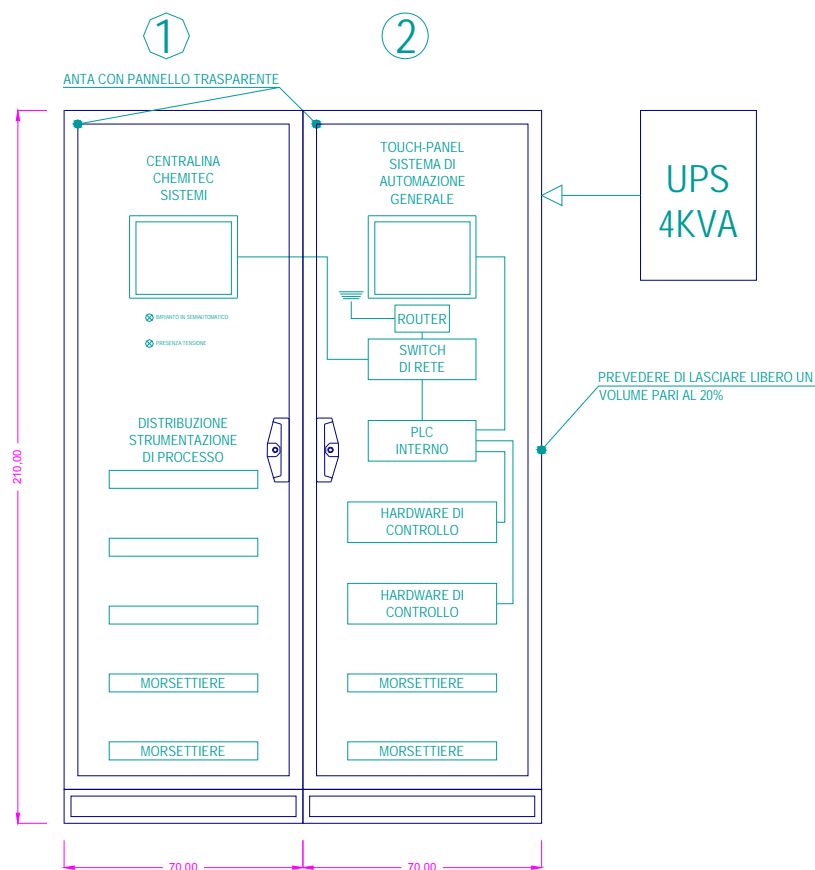 1
2
ANTA CON PANNELLO TRASPARENTE
CENTRALINA
CHEMITEC
SISTEMI
TOUCH-PANEL
SISTEMA DI
AUTOMAZIONE
GENERALE
UPS
4KVA
IMPIANTO IN SEMIAUTOMATICO
PRESENZA TENSIONE
ROUTER
SWITCH
DI RETE
PREVEDERE DI LASCIARE LIBERO UN
VOLUME PARI AL 20%
DISTRIBUZIONE
STRUMENTAZIONE
DI PROCESSO
PLC
INTERNO
210,00
HARDWARE DI
CONTROLLO
HARDWARE DI
CONTROLLO
MORSETTIERE
MORSETTIERE
MORSETTIERE
MORSETTIERE
70,00
70,00